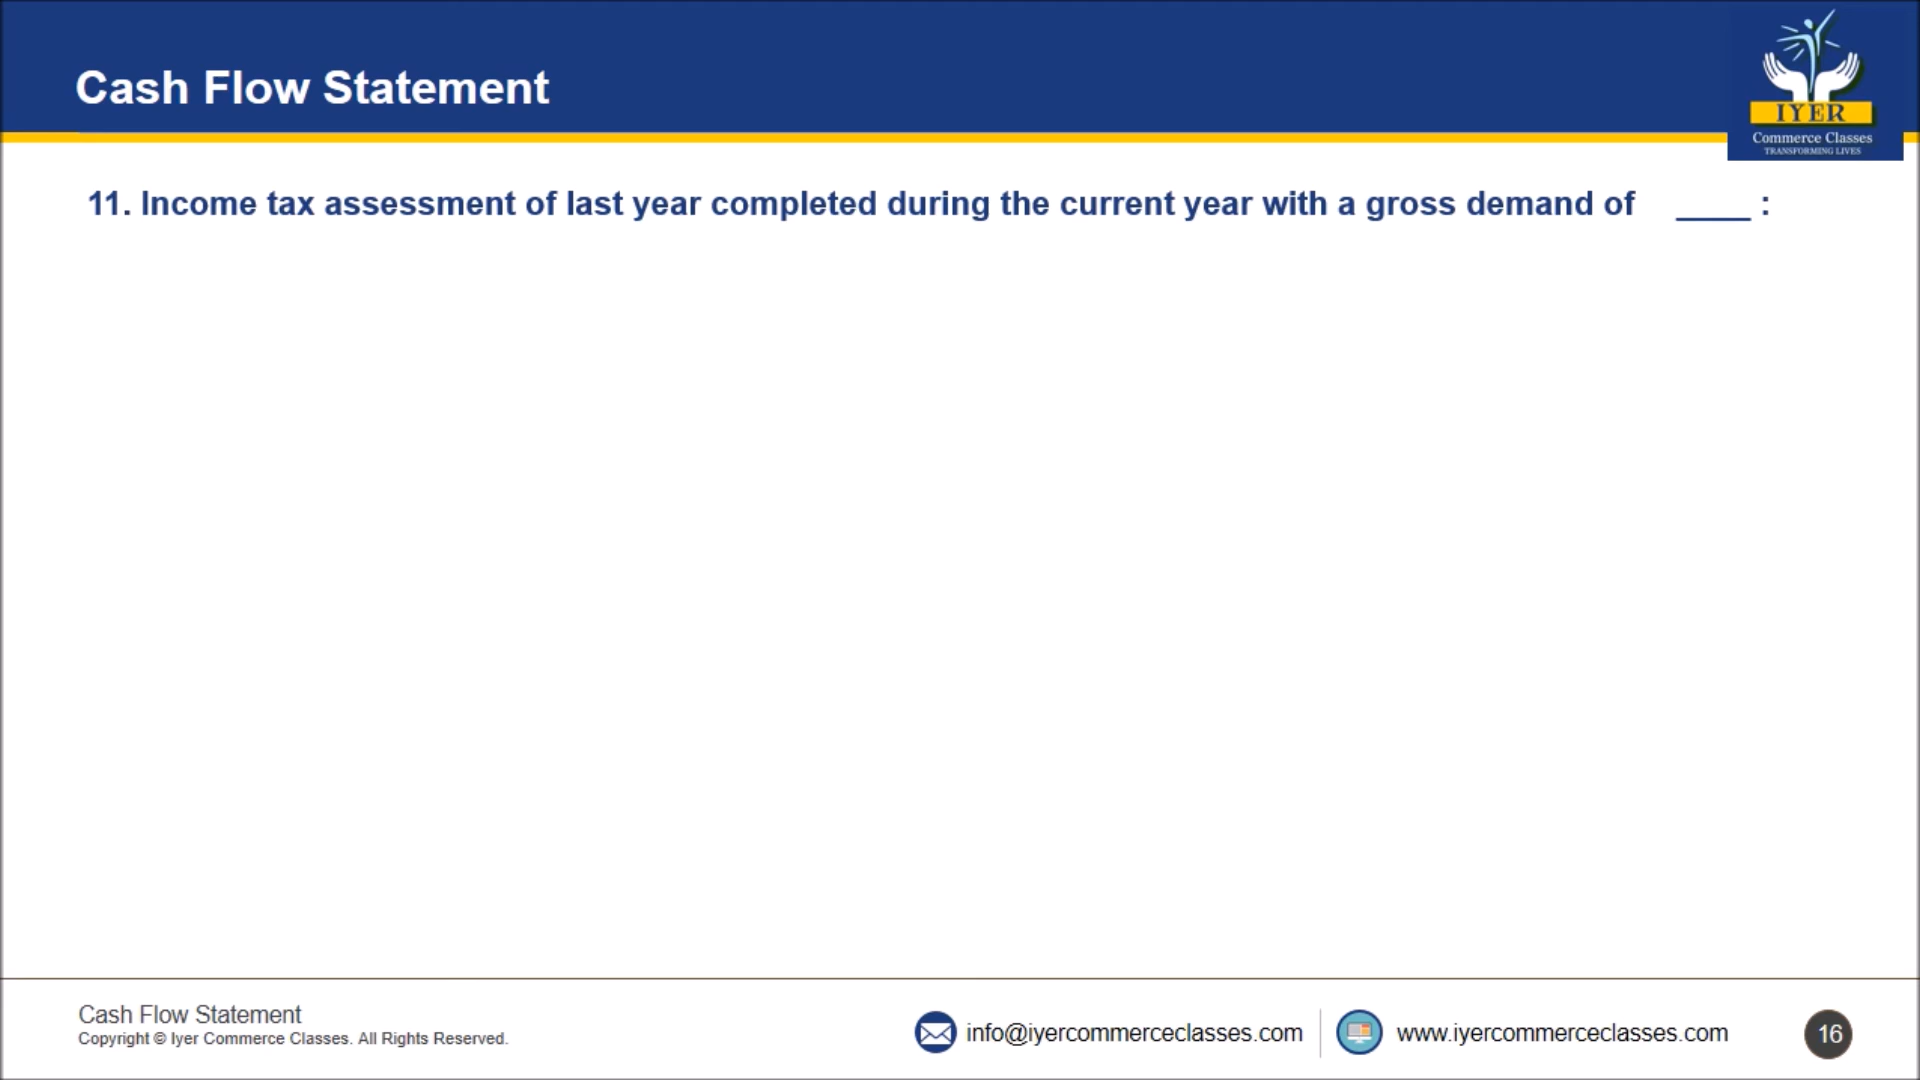 Cash Flow Statement
IYER
Commerce Classes
TRANSFORMING LIVES
11. Income tax assessment of last year completed during the current year with a gross demand of ____ :
Cash Flow Statement
Copyright © Iyer Commerce Classes. All Rights Reserved.
info@iyercommerceclasses.com
www.iyercommerceclasses.com
16